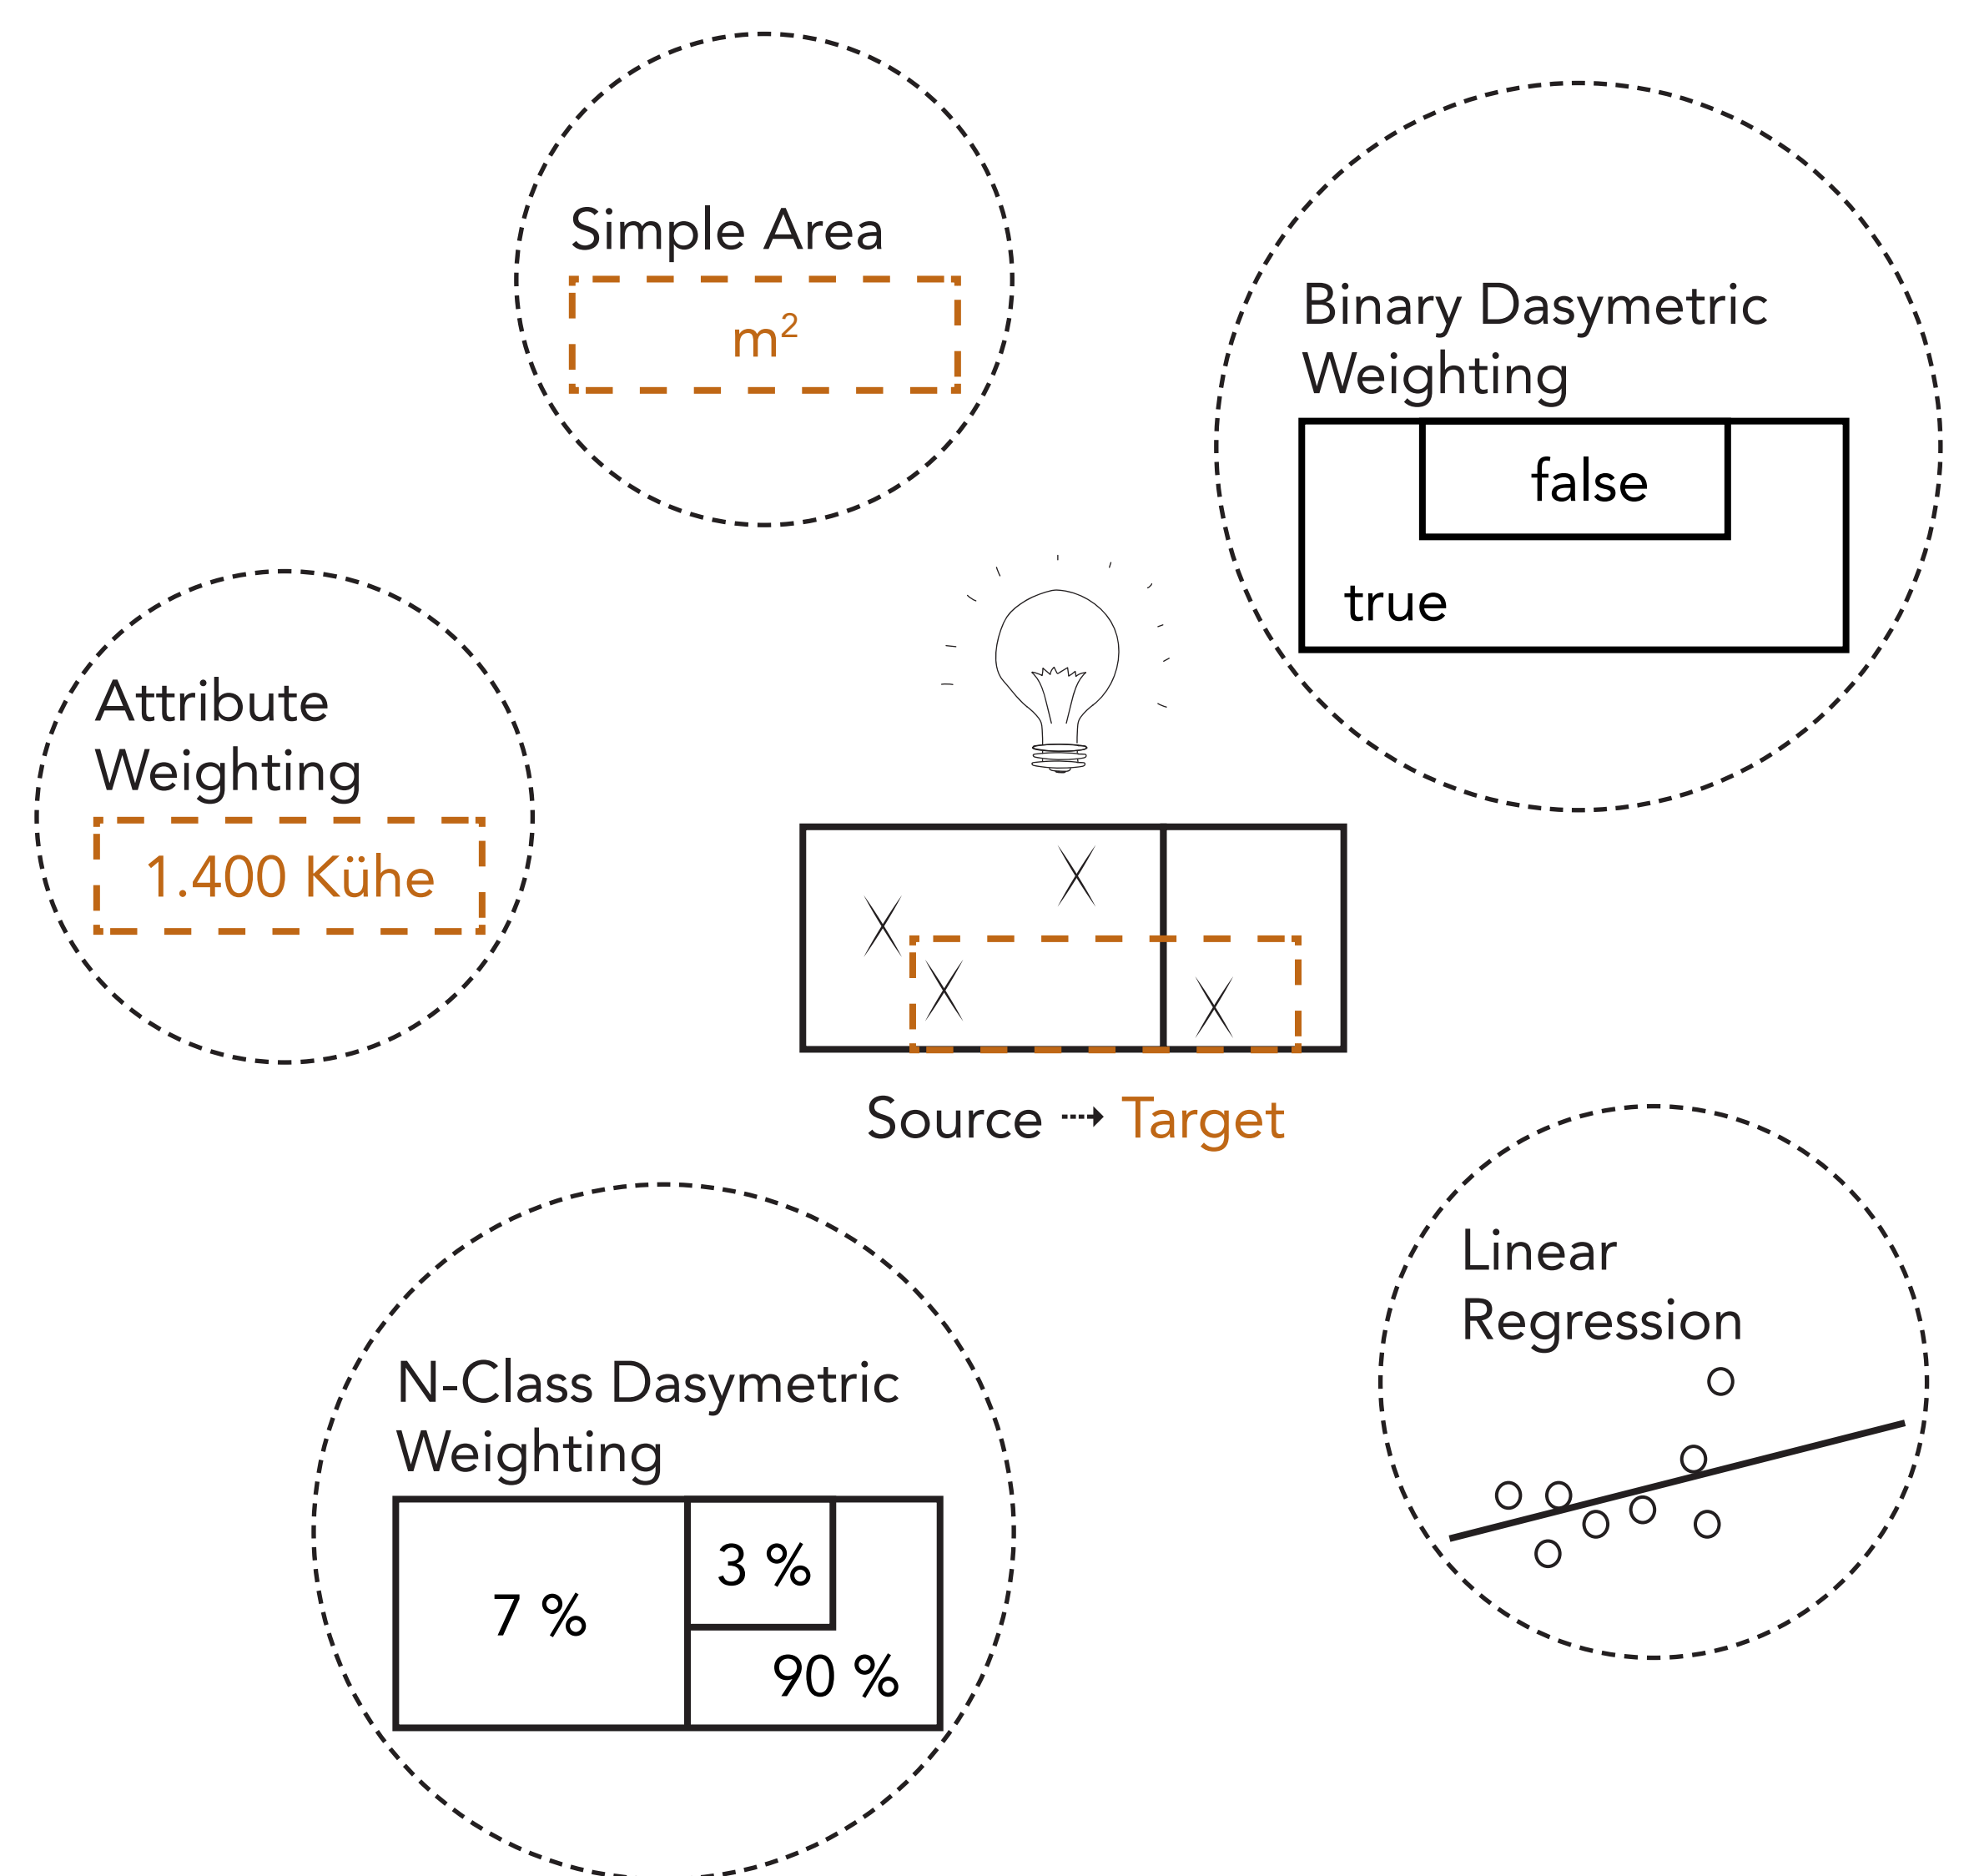 Simple Area
m²
Binary Dasymetric
Weighting
false
true
Attribute
Weighting
1.400 Kühe
Source
Target
Linear
Regression
N-Class Dasymetric
Weighting
3 %
7 %
90 %